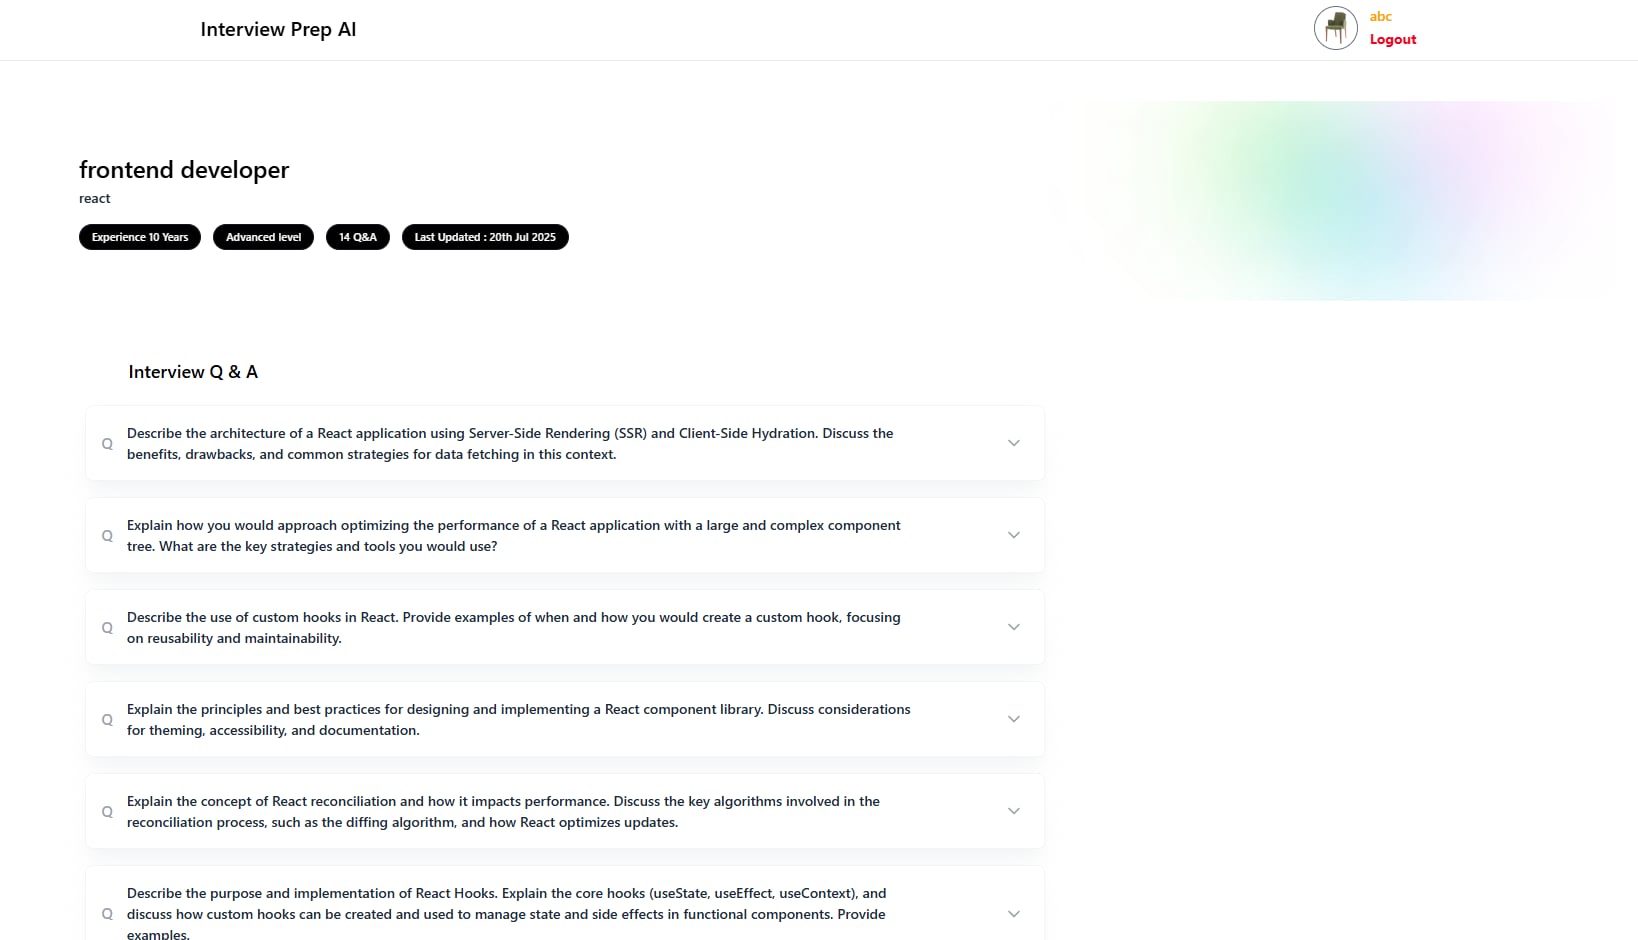 Interview Prep AI
abc
Logout
frontend developer
react
Experience 10 Years
Advanced level
14 Q&A
Last Updated : 20th Jul 2025
Interview Q & A
Q
Describe the architecture of a React application using Server-Side Rendering (SSR) and Client-Side Hydration. Discuss the
benefits, drawbacks, and common strategies for data fetching in this context.
Q
Explain how you would approach optimizing the performance of a React application with a large and complex component
tree. What are the key strategies and tools you would use?
Q
Describe the use of custom hooks in React. Provide examples of when and how you would create a custom hook, focusing
on reusability and maintainability.
Q
Explain the principles and best practices for designing and implementing a React component library. Discuss considerations
for theming, accessibility, and documentation.
Q
Explain the concept of React reconciliation and how it impacts performance. Discuss the key algorithms involved in the
reconciliation process, such as the diffing algorithm, and how React optimizes updates.
Q
Describe the purpose and implementation of React Hooks. Explain the core hooks (useState, useEffect, useContext), and
discuss how custom hooks can be created and used to manage state and side effects in functional components. Provide
examples.